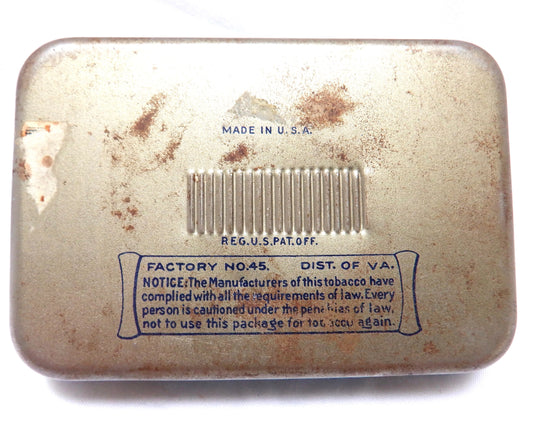 MADE IN U.S.A.
REG.U.S.PAT.OFF.
FACTORY NO.45. DIST. OF VA.
NOTICE: The Manufacturers of this tobacco have
complied with all the requirements of law. Every
person is cautioned under the penalties of law,
not to use this package for tobacco again.